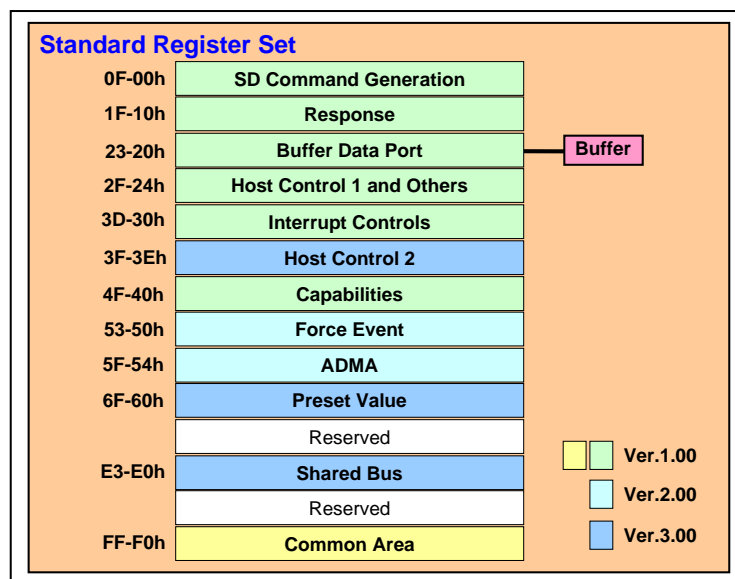 Standard Register Set
0F-00h SD Command Generation
1F-10h Response
23-20h Buffer Data Port Buffer
2F-24h Host Control 1 and Others
3D-30h Interrupt Controls
3F-3Eh Host Control 2
4F-40h Capabilities
53-50h Force Event
5F-54h ADMA
6F-60h Preset Value
Reserved
E3-E0h Shared Bus
Reserved
FF-F0h Common Area
Ver.1.00
Ver.2.00
Ver.3.00